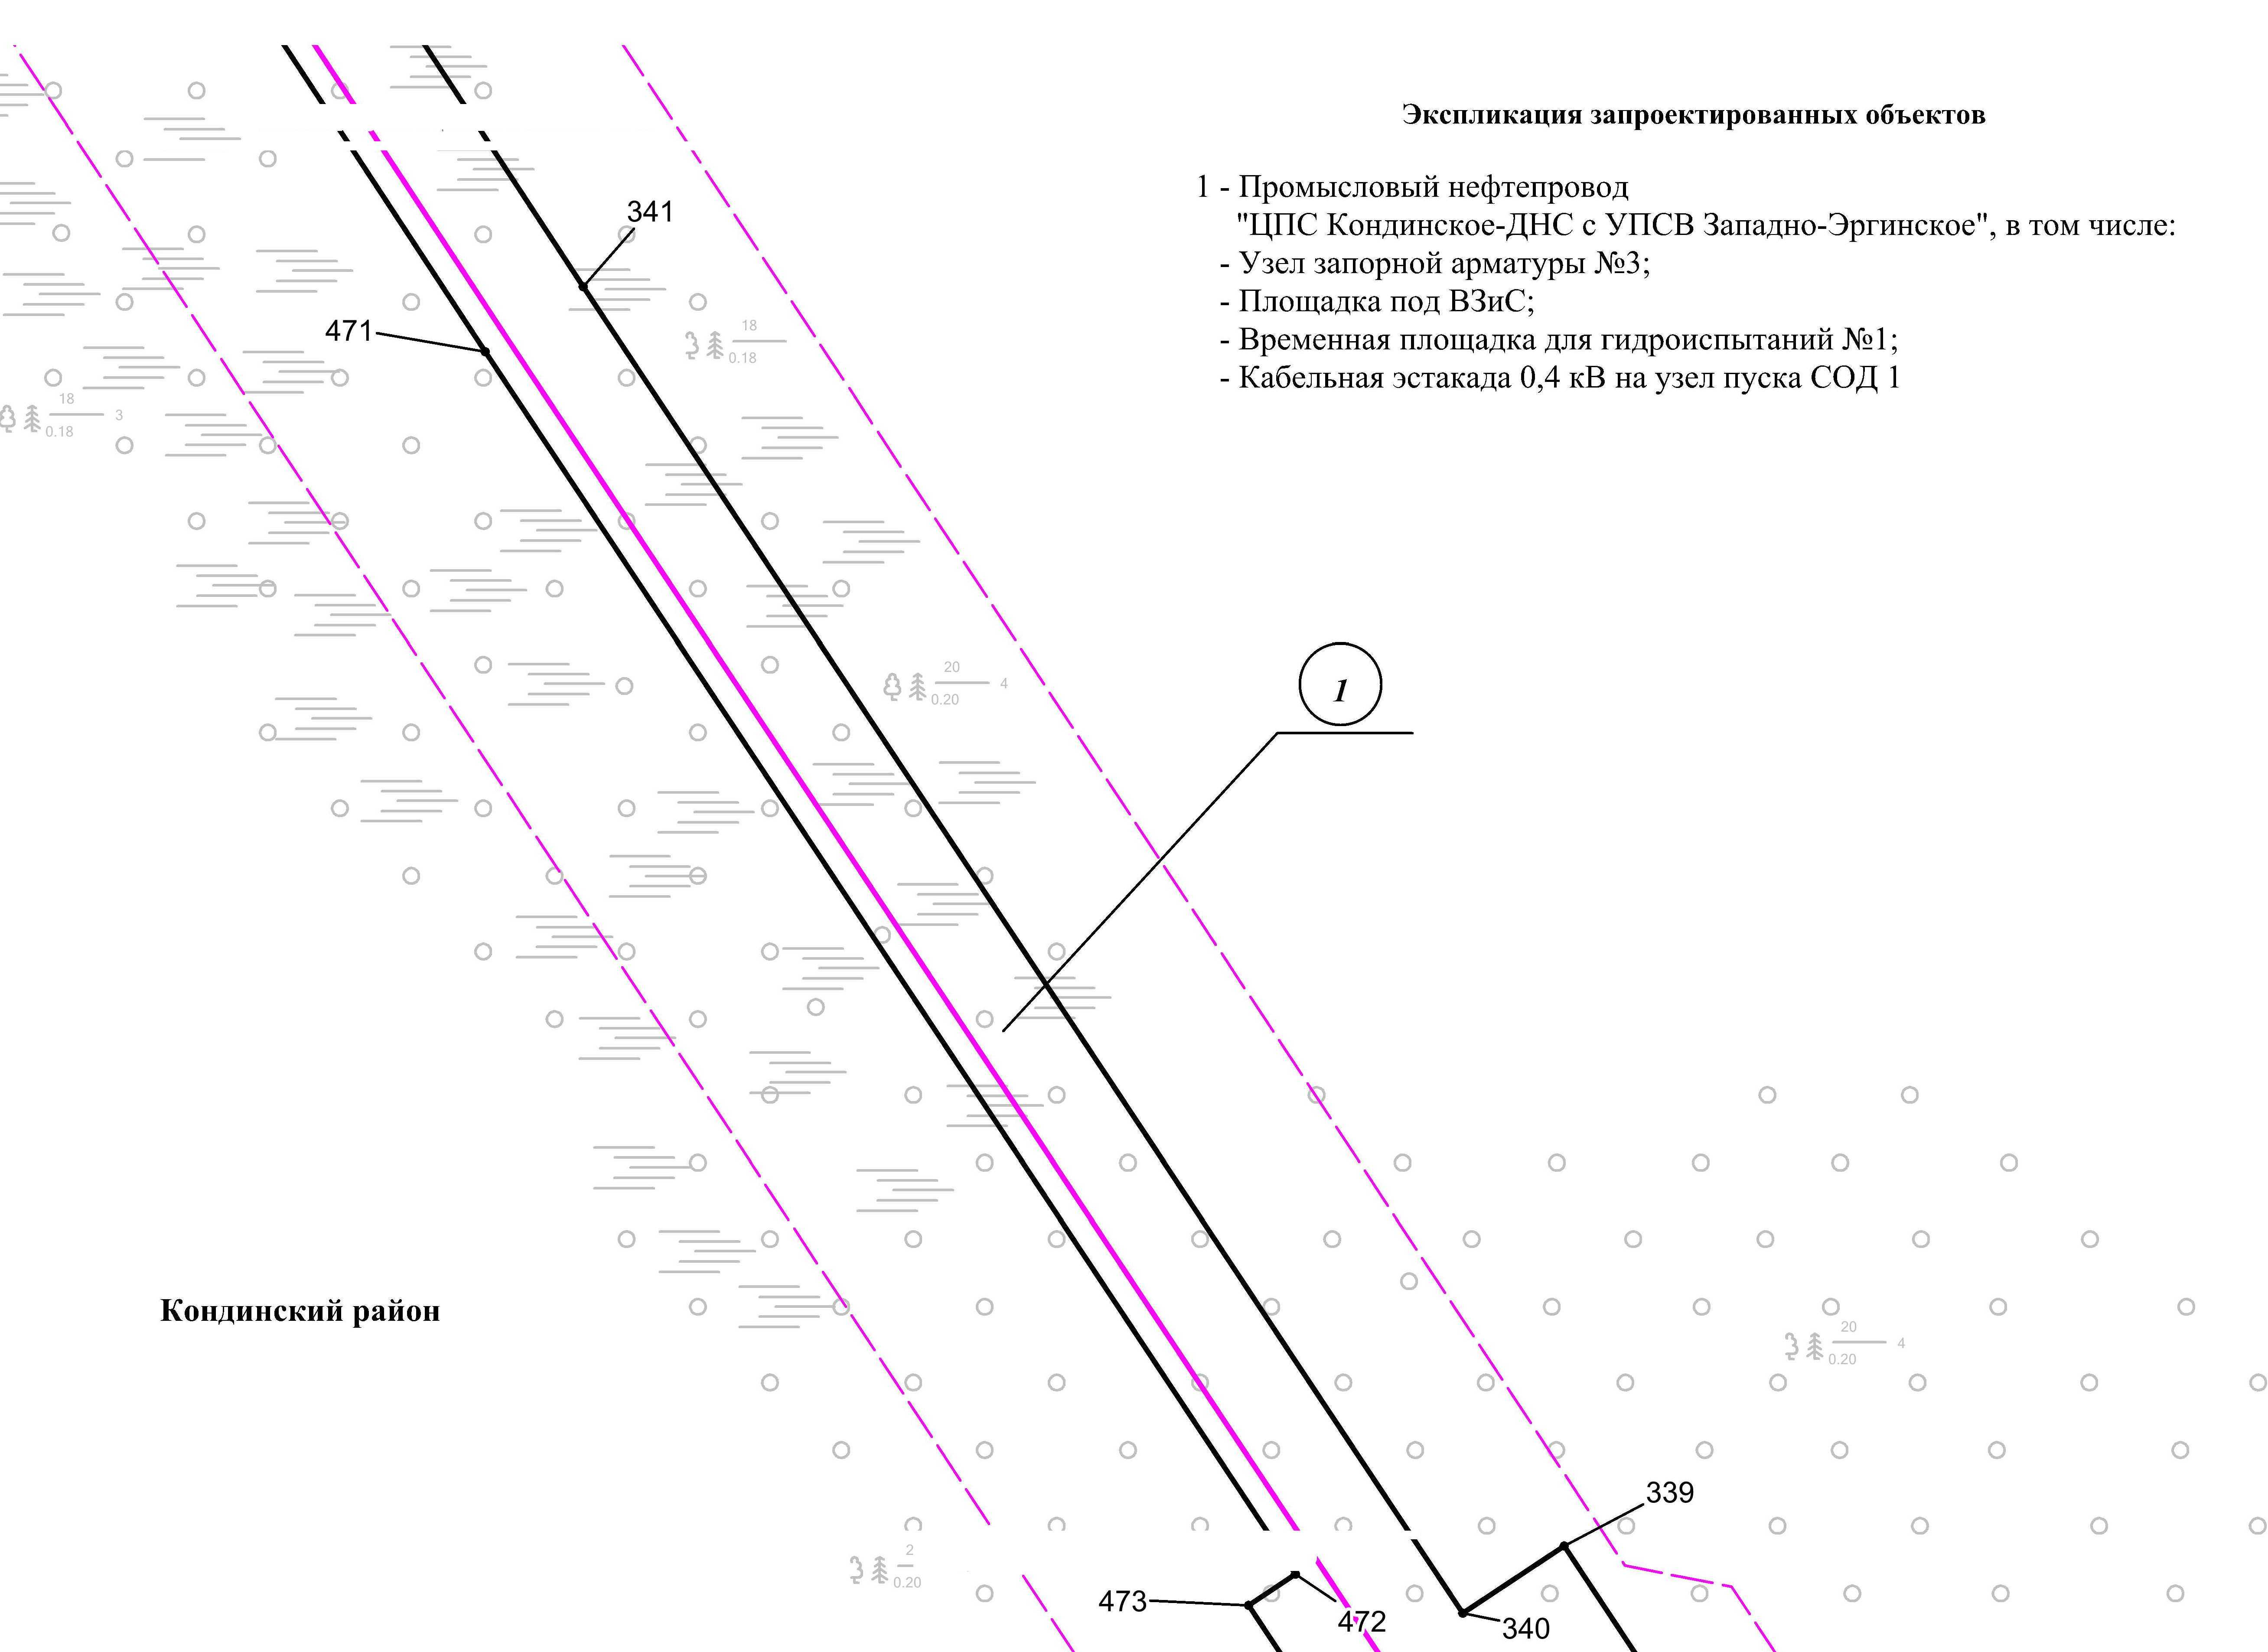 Экспликация запроектированных объектов
1 - Промысловый нефтепровод
"ЦПС Кондинское-ДНС с УПСВ Западно-Эргинское", в том числе:
- Узел запорной арматуры №3;
- Площадка под ВЗиС;
- Временная площадка для гидроиспытаний №1;
- Кабельная эстакада 0,4 кВ на узел пуска СОД 1
341
471
18
0.18
18
3
0.18
20
4
0.20
1
Кондинский район
20
4
0.20
339
2
0.20
473
472
340